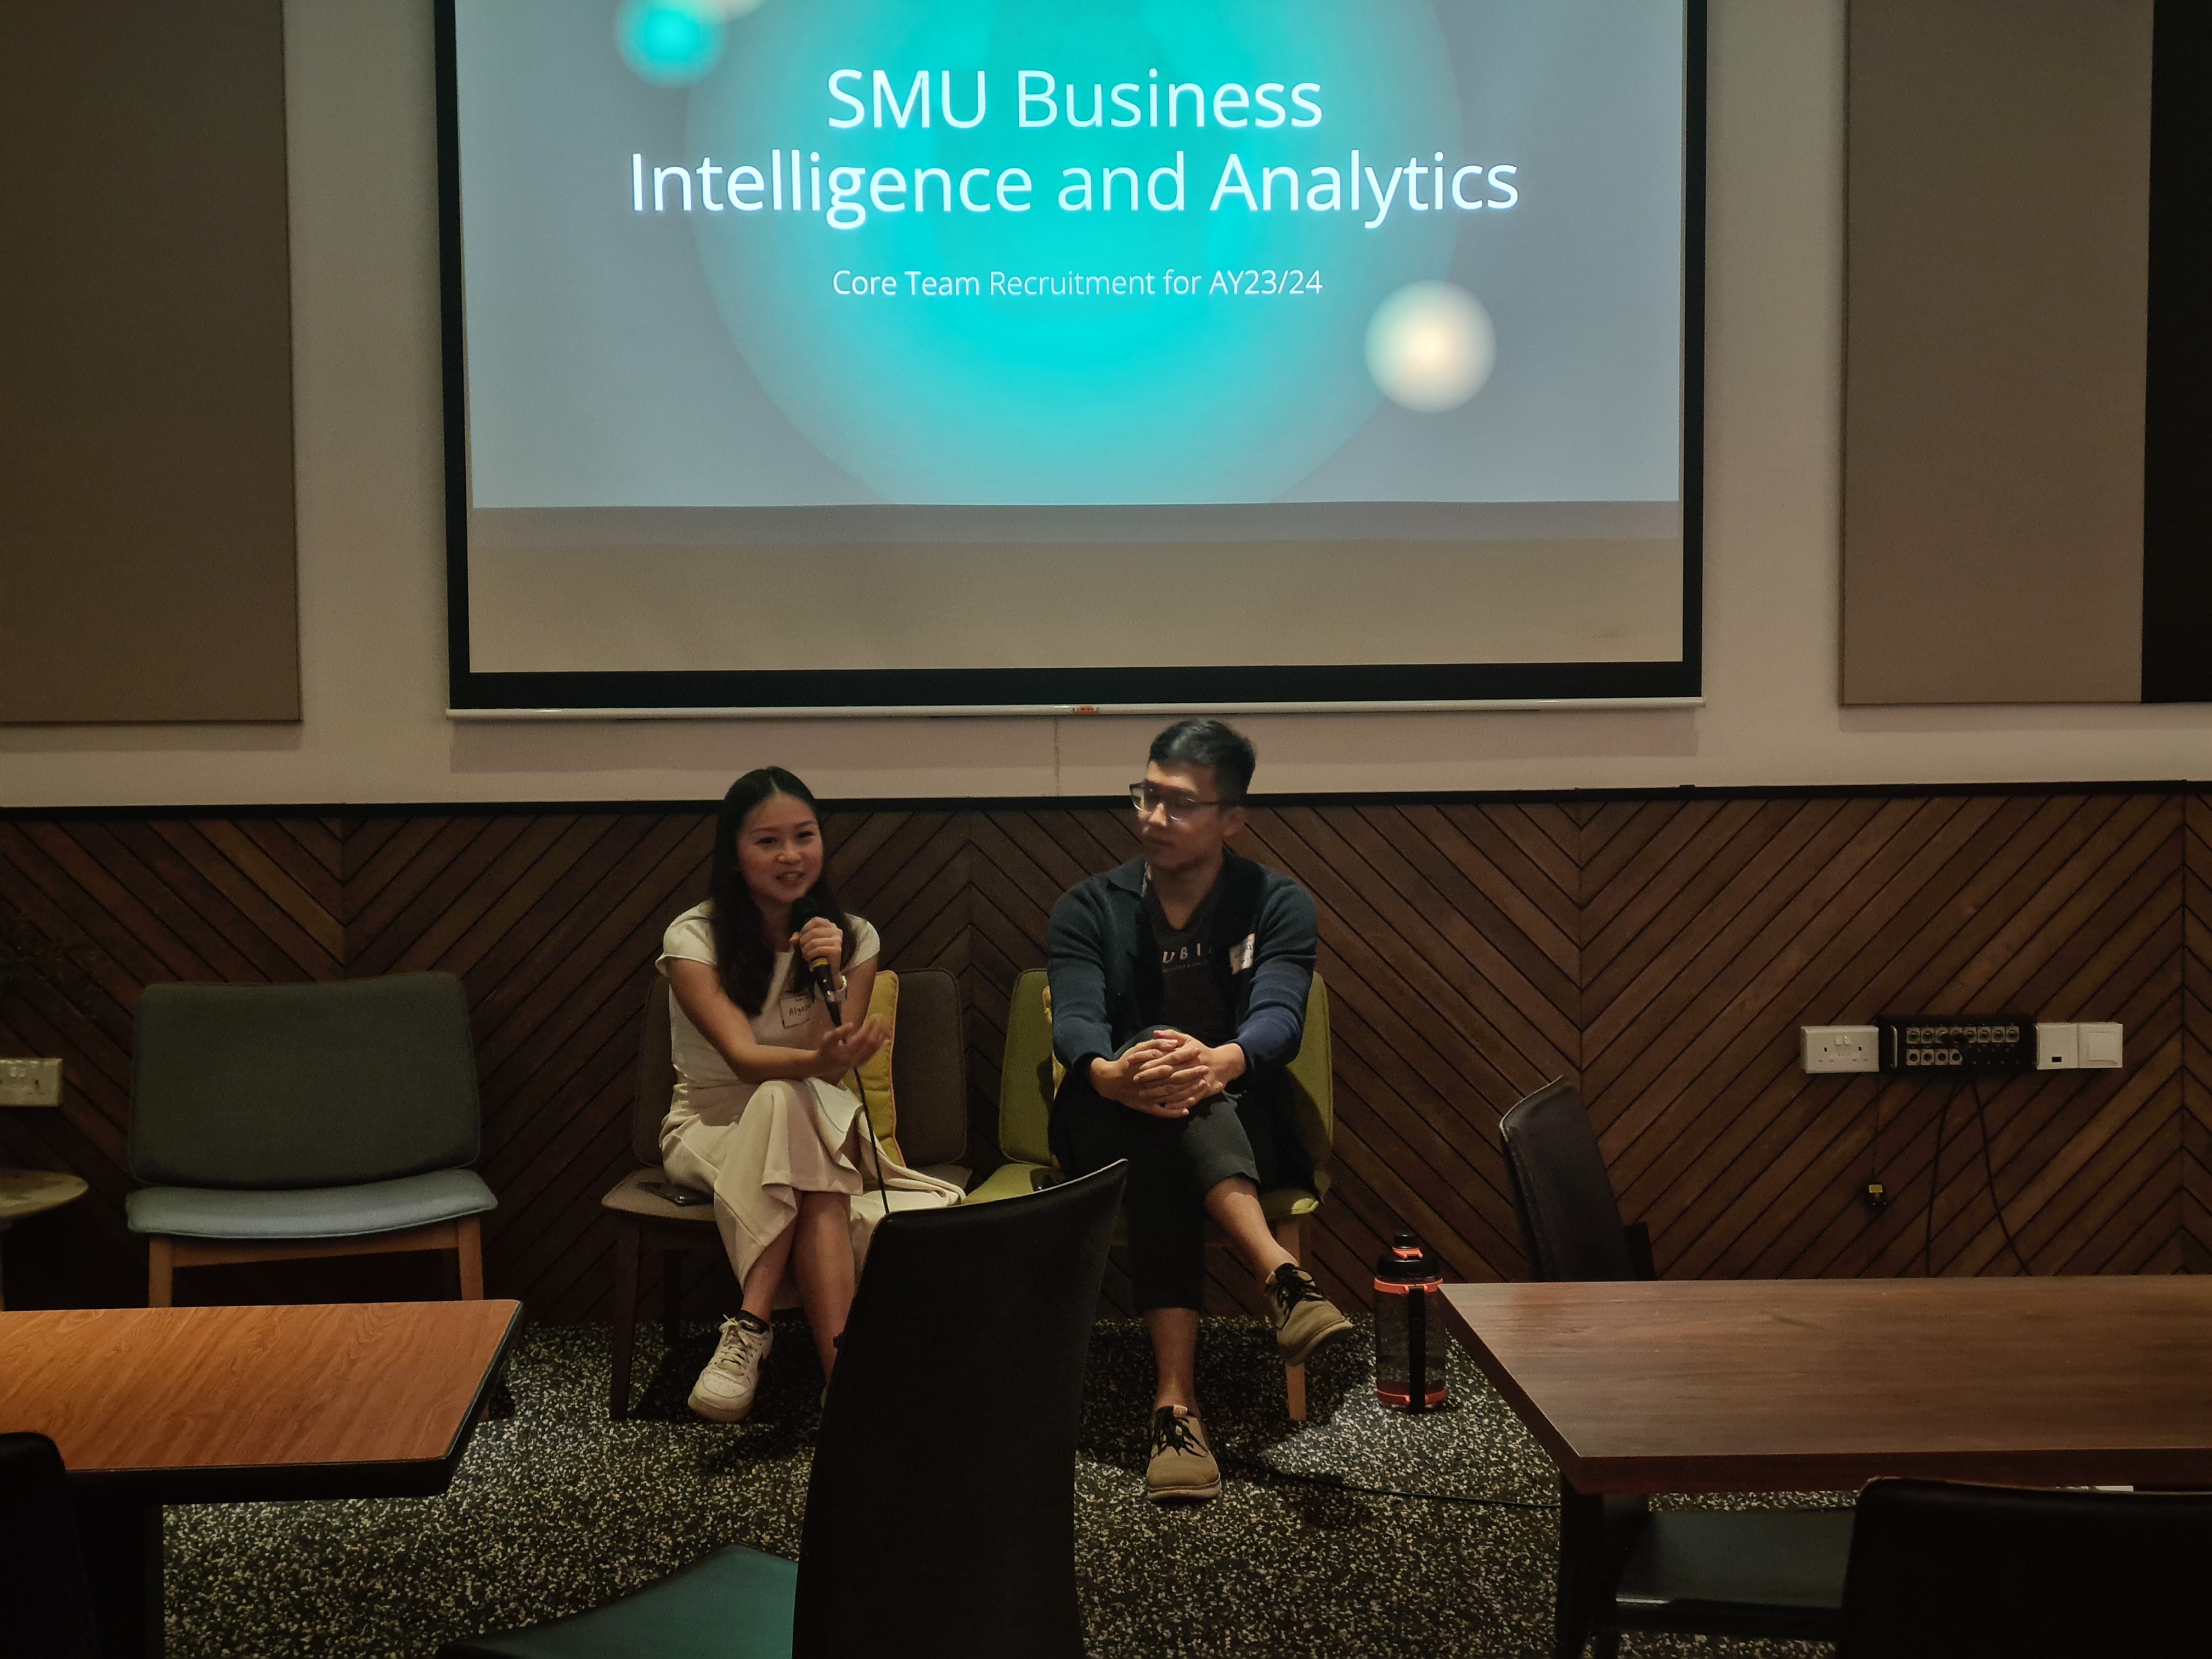 SMU Business
Intelligence and Analytics
Core Team Recruitment for AY23/24